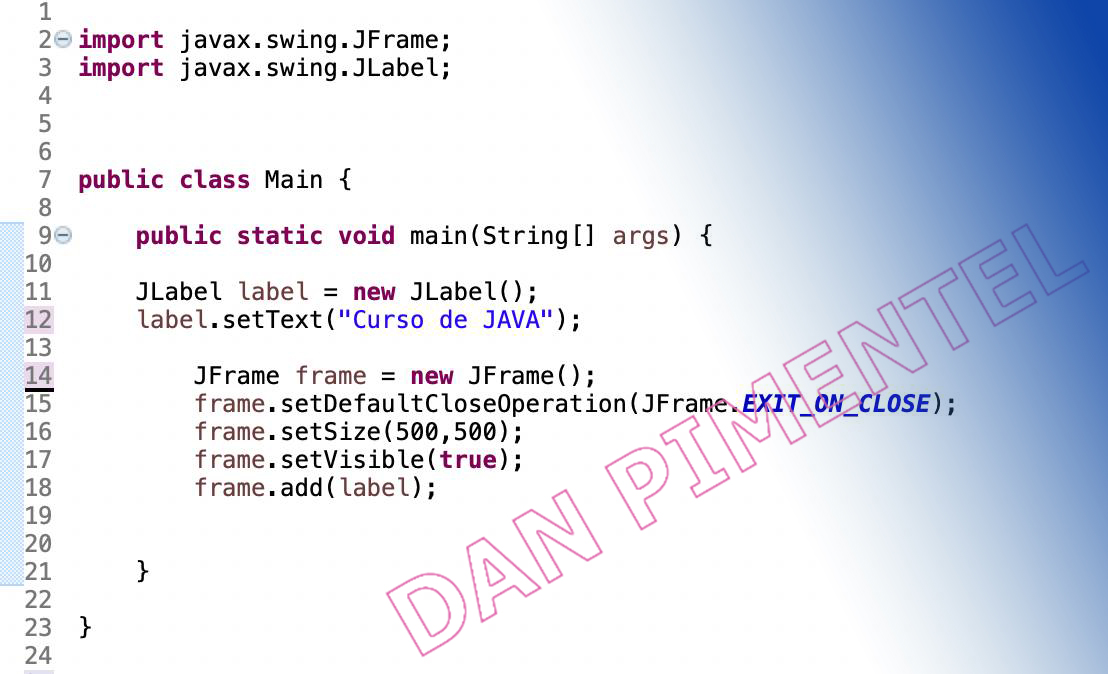 1
2 import javax.swing.JFrame;
3 import javax.swing.JLabel;
4
5
6
7 public class Main {
8
9 public static void main(String[] args) {
10
11 JLabel label = new JLabel();
12 label.setText("Curso de JAVA");
13
14 JFrame frame = new JFrame();
15 frame.setDefaultCloseOperation(JFrame.EXIT_ON_CLOSE);
16 frame.setSize(500,500);
17 frame.setVisible(true);
18 frame.add(label);
19
20
21 }
22
23 }
24
DAN PIMENTEL